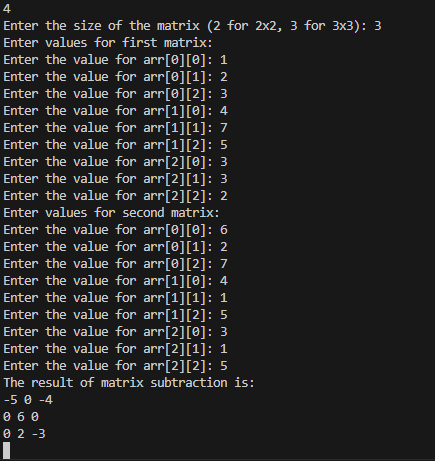 4
Enter the size of the matrix (2 for 2x2, 3 for 3x3): 3
Enter values for first matrix:
Enter the value for arr[0][0]: 1
Enter the value for arr[0][1]: 2
Enter the value for arr[0][2]: 3
Enter the value for arr[1][0]: 4
Enter the value for arr[1][1]: 7
Enter the value for arr[1][2]: 5
Enter the value for arr[2][0]: 3
Enter the value for arr[2][1]: 3
Enter the value for arr[2][2]: 2
Enter values for second matrix:
Enter the value for arr[0][0]: 6
Enter the value for arr[0][1]: 2
Enter the value for arr[0][2]: 7
Enter the value for arr[1][0]: 4
Enter the value for arr[1][1]: 1
Enter the value for arr[1][2]: 5
Enter the value for arr[2][0]: 3
Enter the value for arr[2][1]: 1
Enter the value for arr[2][2]: 5
The result of matrix subtraction is:
-5 0 -4
0 6 0
0 2 -3